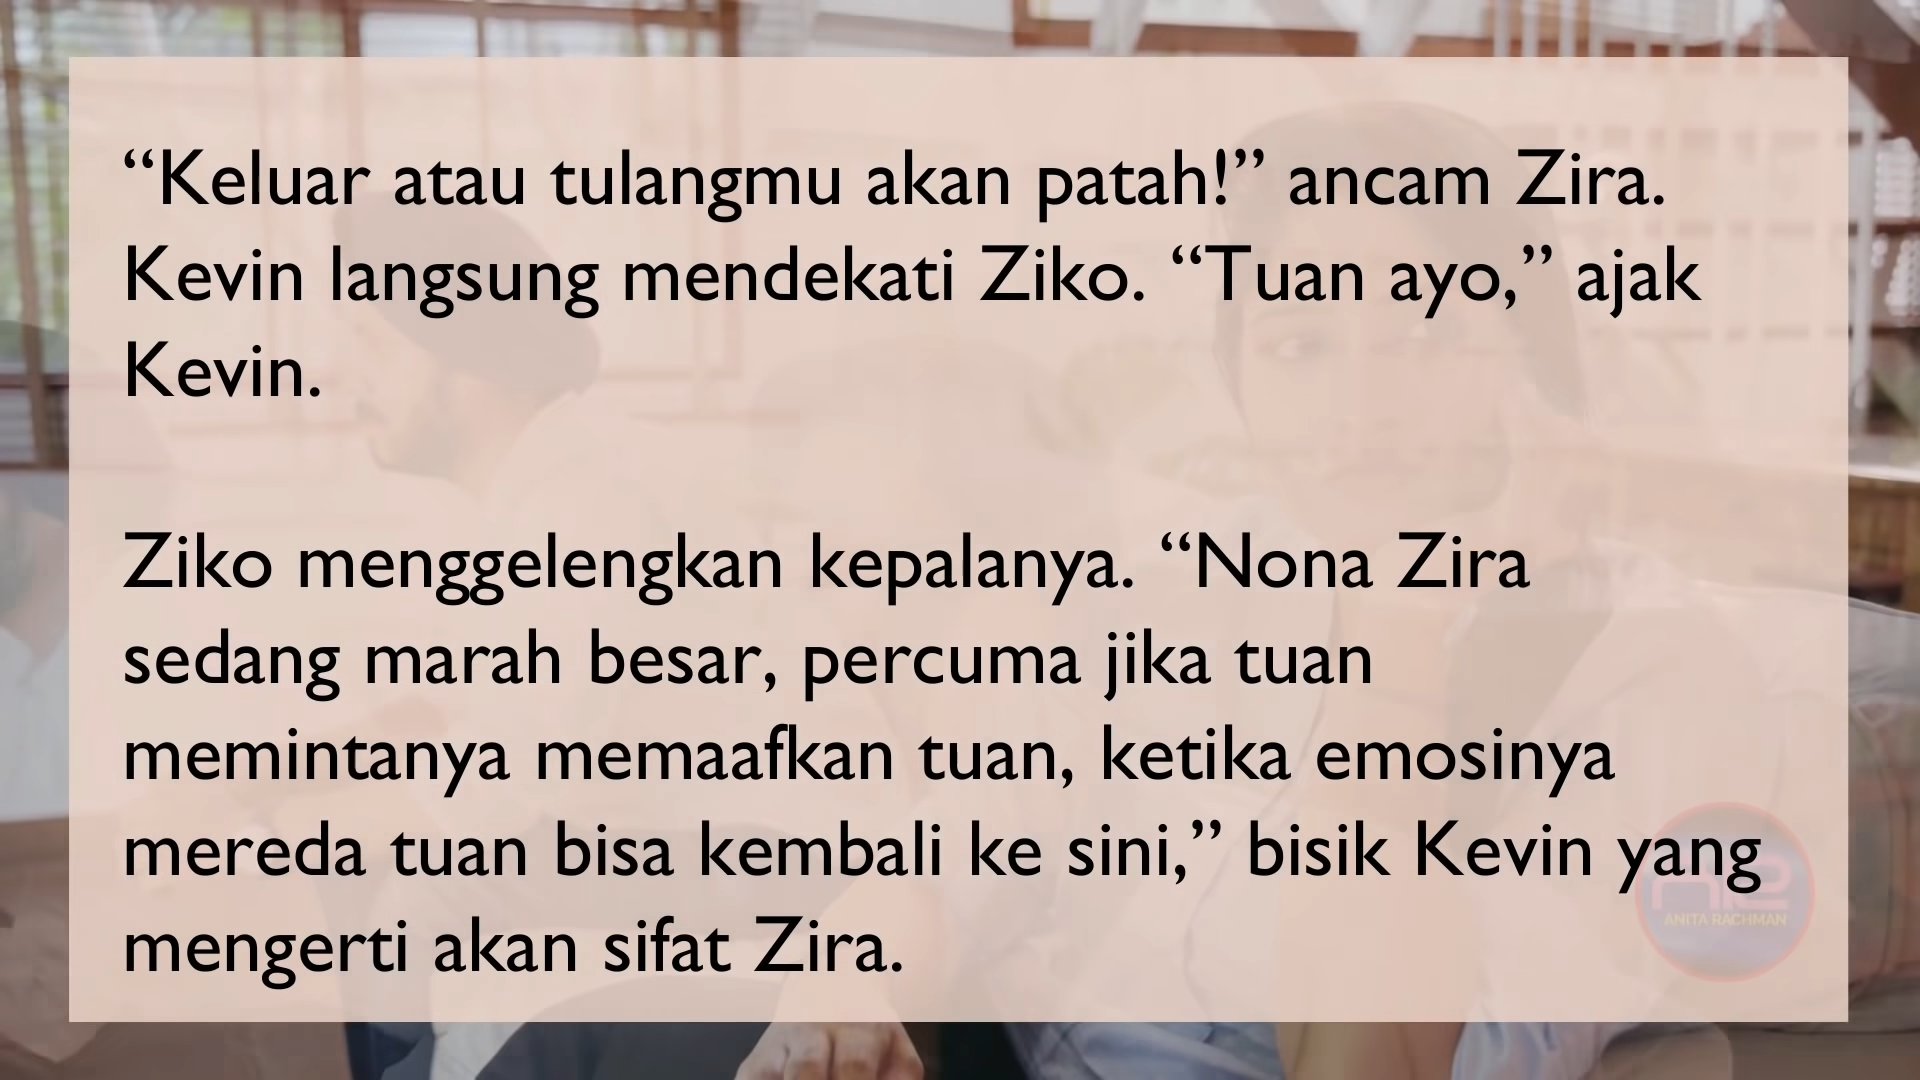 “Keluar atau tulangmu akan patah!” ancam Zira.
Kevin langsung mendekati Ziko. “Tuan ayo,” ajak
Kevin.
Ziko menggelengkan kepalanya. “Nona Zira
sedang marah besar, percuma jika tuan
memintanya memaafkan tuan, ketika emosinya
mereda tuan bisa kembali ke sini,” bisik Kevin yang
mengerti akan sifat Zira.
ANITA RACHMAN